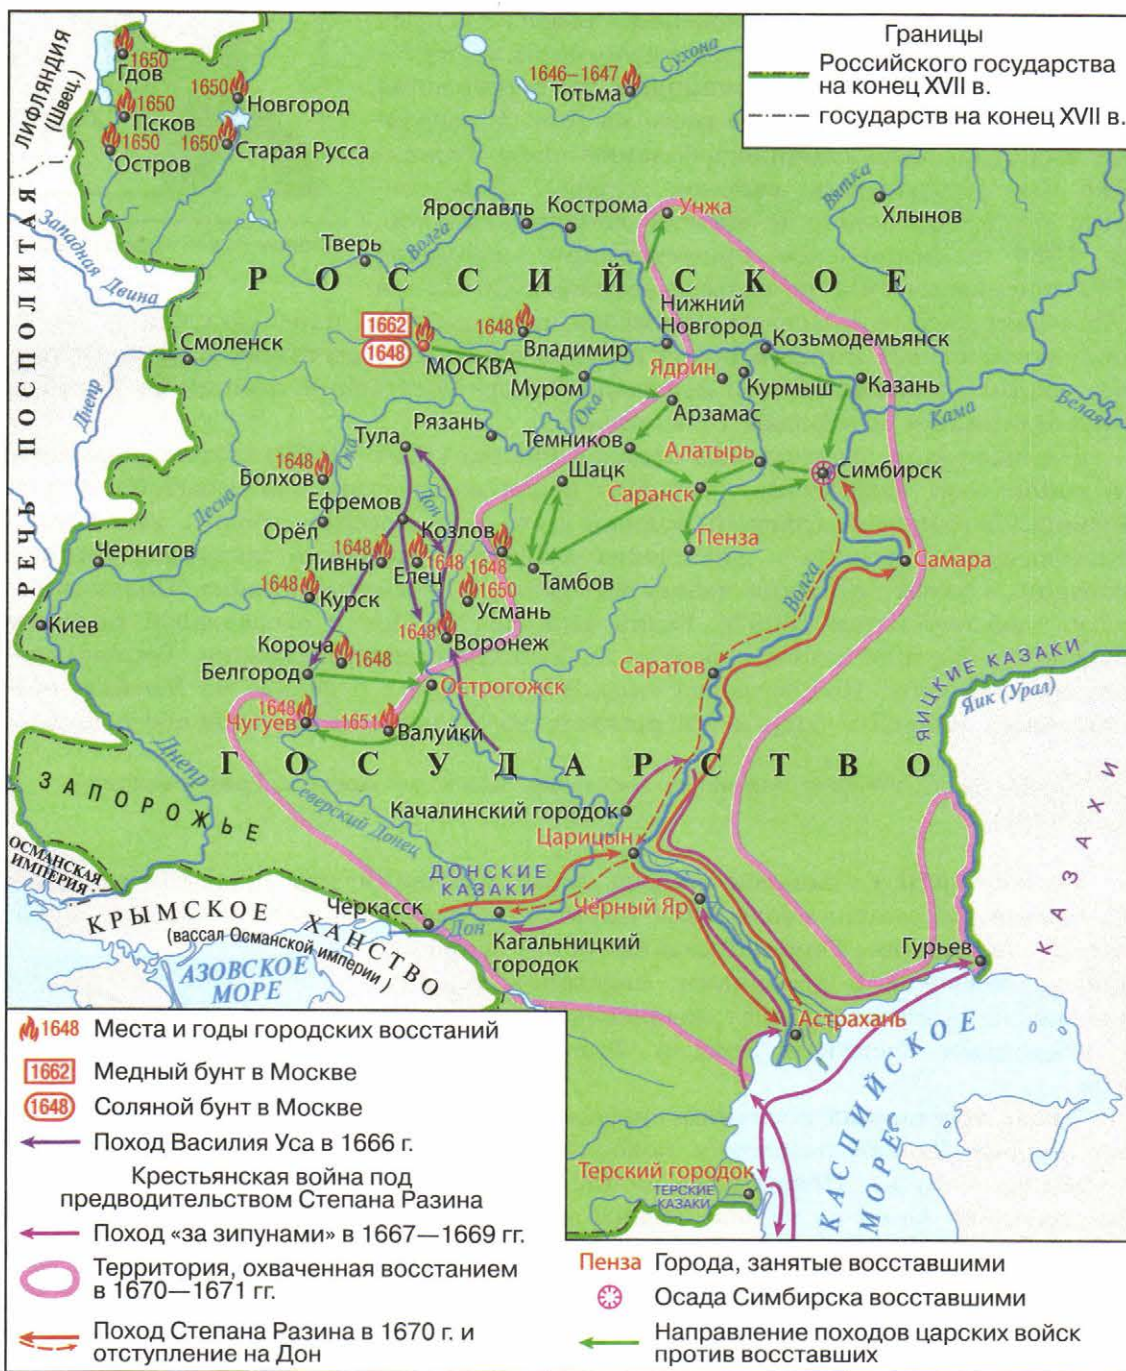 ЛИФЛЯНДИЯ
(Швец.)
1650
Гдов
1650
Псков
1650
Остров
1650
Новгород
1650
Старая Русса
1646–1647
Тотьма
Сухона
Границы
Российского государства
на конец XVII в.
государств на конец XVII в.
РЕЧЬ ПОСПОЛИТАЯ
Западная
Двина
Ярославль
Кострома
Унжа
Вятка
Хлынов
Тверь
Волга
РОССИЙСКОЕ
Смоленск
1662
1648
МОСКВА
1648
Владимир
Нижний
Новгород
Козьмодемьянск
Муром
Ядрин
Курмыш
Казань
Днепр
Арзамас
Кама
Белая
Рязань
Ока
Тула
Ока
Темников
Алатырь
Симбирск
1648
Болхов
Шацк
Саранск
Десна
Ефремов
Дон
Орёл
Козлов
1648
Пенза
Чернигов
1648
Ливны
Елец
1648
Тамбов
Самара
1648
Курск
1650
Усмань
Волга
Киев
1648
Воронеж
Короча
1648
Белгород
Острогожск
Саратов
ЯИЦКИЕ КАЗАКИ
Яик (Урал)
1648
Чугуев
1651
Валуйки
Днепр
ГОСУДАРСТВО
ЗАПОРОЖЬЕ
Северский Донец
Качалинский городок
Царицын
КАЗАХИ
ОСМАНСКАЯ
ИМПЕРИЯ
ДОНСКИЕ
КАЗАКИ
КРЫМСКОЕ ХАНСТВО
(вассал Османской империи)
Черкасск
Дон
Чёрный Яр
Кагальницкий
городок
Гурьев
АЗОВСКОЕ
МОРЕ
Астрахань
КАСПИЙСКОЕ
МОРЕ
Терский городок
ТЕРСКИЕ
КАЗАКИ
1648 Места и годы городских восстаний
1662 Медный бунт в Москве
1648 Соляной бунт в Москве
Поход Василия Уса в 1666 г.
Крестьянская война под
предводительством Степана Разина
Поход «за зипунами» в 1667—1669 гг.
Территория, охваченная восстанием
в 1670—1671 гг.
Поход Степана Разина в 1670 г. и
отступление на Дон
Пенза Города, занятые восставшими
Осада Симбирска восставшими
Направление походов царских войск
против восставших